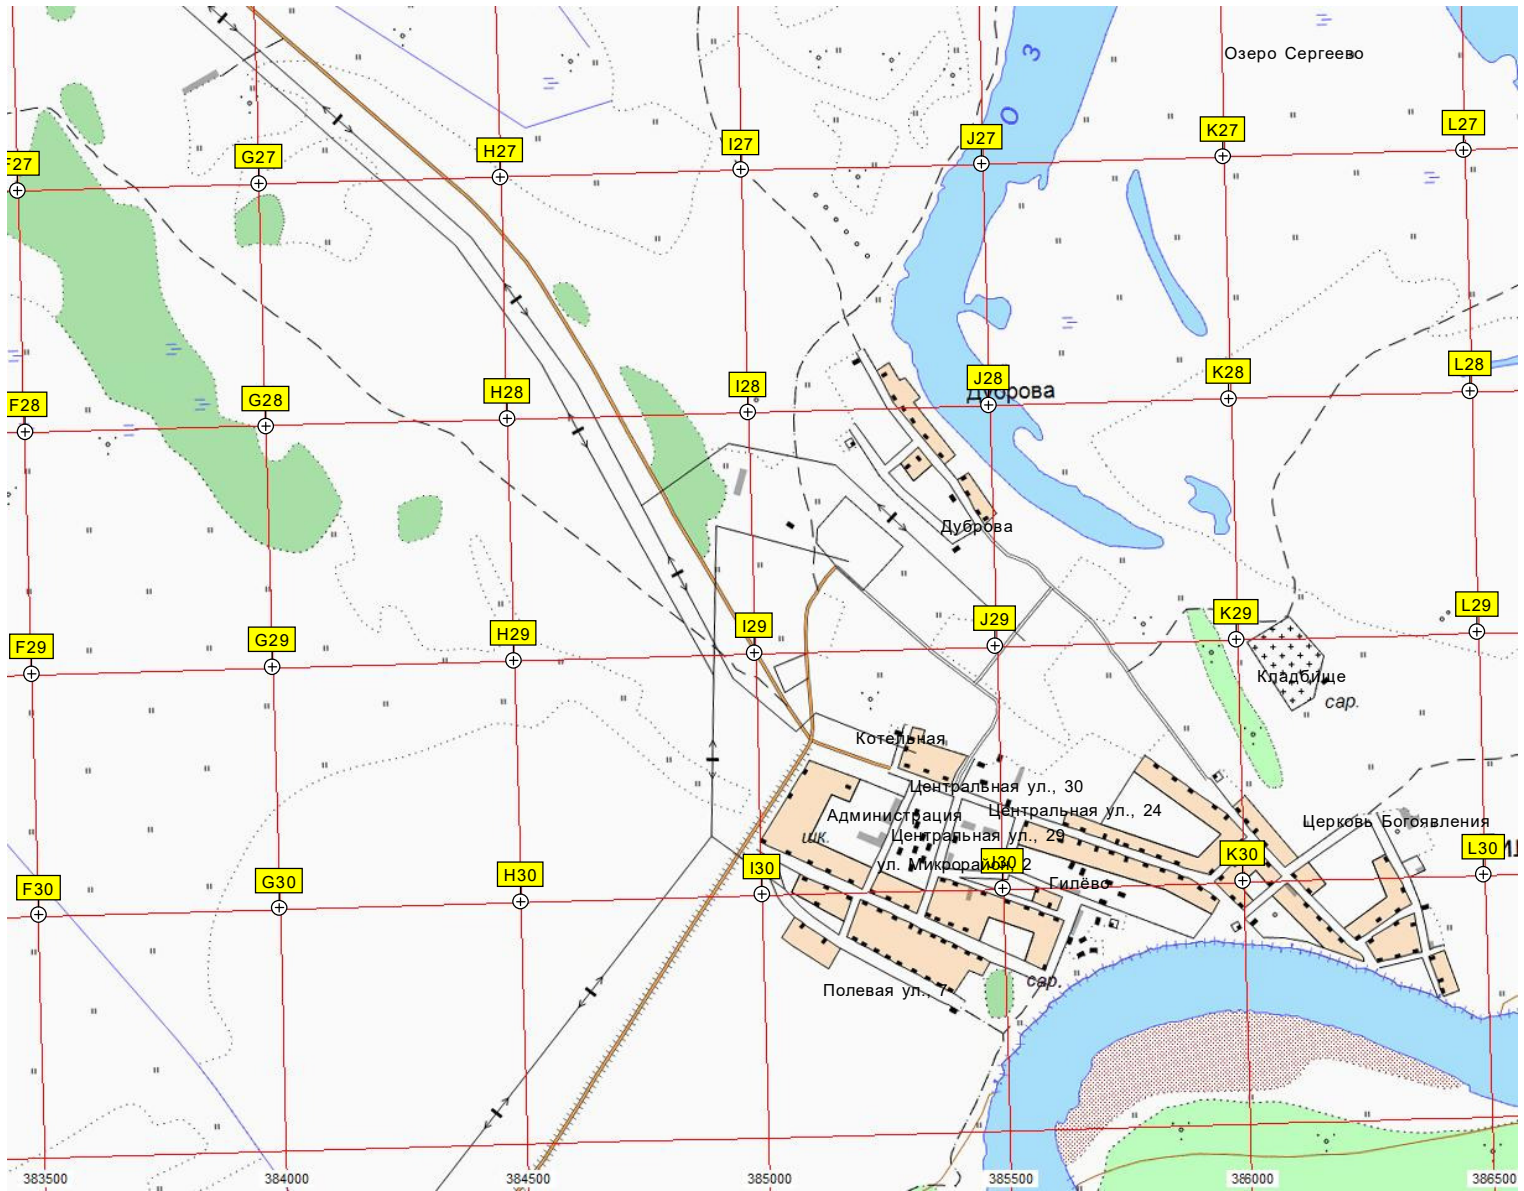 Озеро Сергеево
З
О
F27
G27
H27
I27
J27
K27
L27
F28
G28
H28
I28
J28
K28
L28
Дуброва
Дуброва
F29
G29
H29
I29
J29
K29
L29
Кладбище
сар.
Котельная
Центральная ул., 30
Центральная ул., 24
Администрация
Церковь Богоявления
шк.
Центральная ул., 29
ул. Микрорайон, 2
F30
G30
H30
I30
J30
K30
L30
Гилёво
сар.
Полевая ул., 7
383500
384000
384500
385000
385500
386000
386500